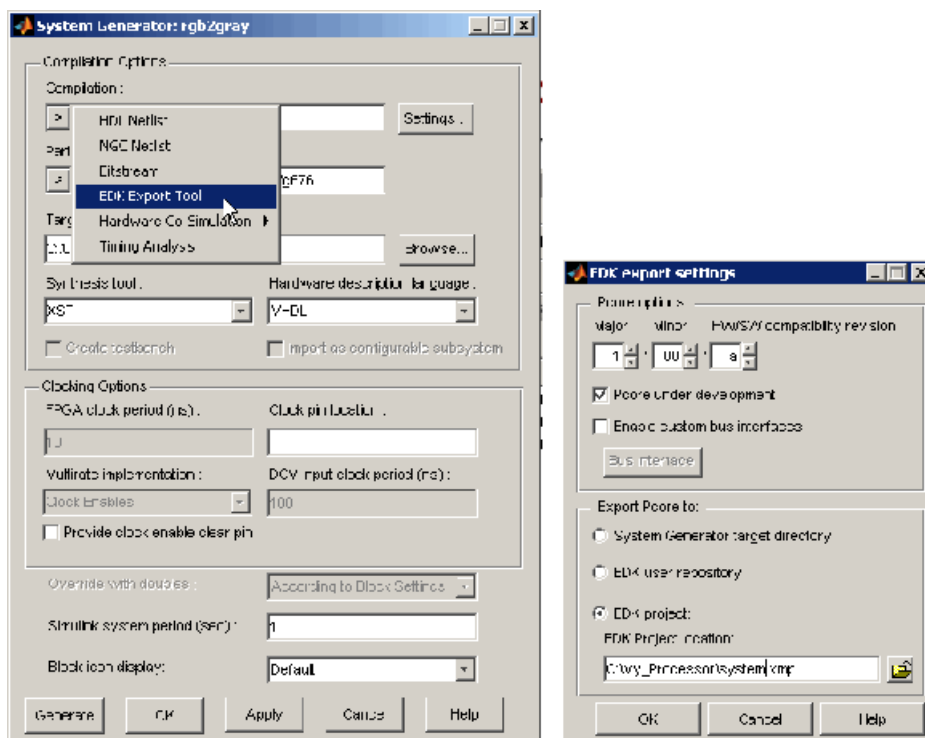 System Generator: rgb2gray
Compilation Options
Compilation :
>
Settings...
HDL Netlist
NGC Netlist
Bitstream
EDK Export Tool
Hardware Co Simulation
Timing Analysis
Part
>
Targ
Browse...
Synthesis tool :
Hardware description language :
XST
VHDL
Create testbench
Import as configurable subsystem
Clocking Options
FPGA clock period (ns) :
Clock pin location :
10
Multirate implementation :
DCM input clock period (ns) :
Clock Enables
100
Provide clock enable clear pin
Override with doubles :
According to Block Settings
Simulink system period (sec) :
1
Block icon display:
Default
Generate
OK
Apply
Cancel
Help
EDK export settings
Pcore options
Major
Minor
HW/SW compatibility revision
1 . 00 . a
Pcore under development
Enable custom bus interfaces
Bus Interface
Export Pcore to:
System Generator target directory
EDK user repository
EDK project:
EDK Project location:
C:\My_Processor\system.xmp
OK
Cancel
Help